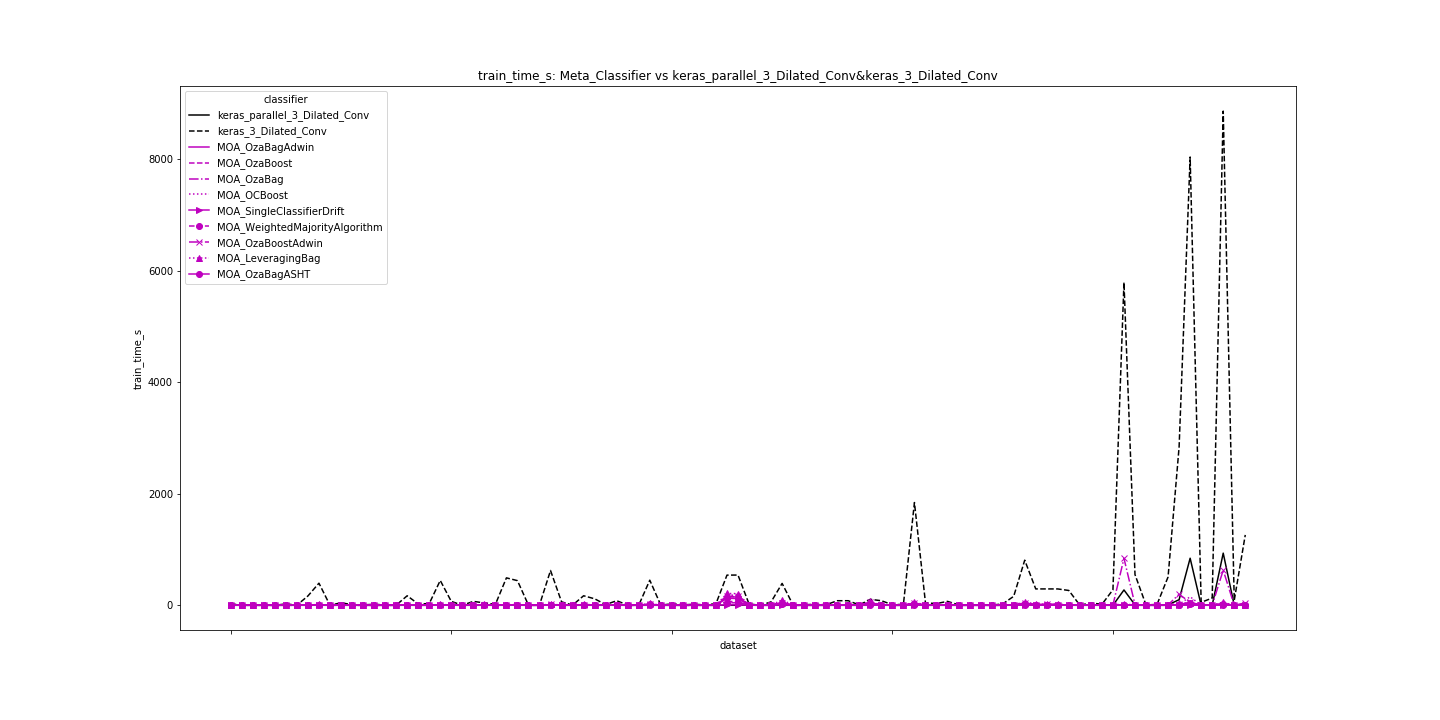 train_time_s: Meta_Classifier vs keras_parallel_3_Dilated_Conv&keras_3_Dilated_Conv
classifier
keras_parallel_3_Dilated_Conv
keras_3_Dilated_Conv
MOA_OzaBagAdwin
MOA_OzaBoost
MOA_OzaBag
MOA_OCBoost
MOA_SingleClassifierDrift
MOA_WeightedMajorityAlgorithm
MOA_OzaBoostAdwin
MOA_LeveragingBag
MOA_OzaBagASHT
8000
6000
4000
2000
0
train_time_s
dataset